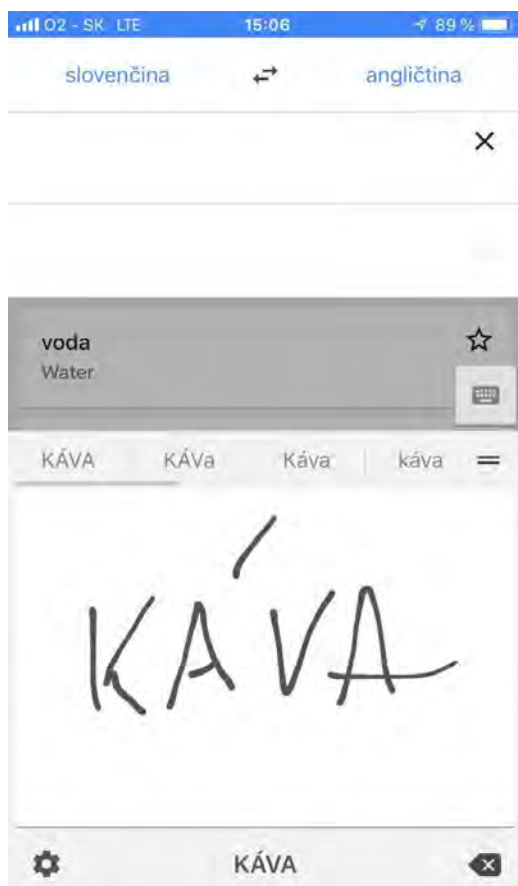 O2 - SK LTE 15:06 89 %
slovenčina angličtina
voda
Water
KÁVA KÁVa Káva káva
KÁVA
KÁVA